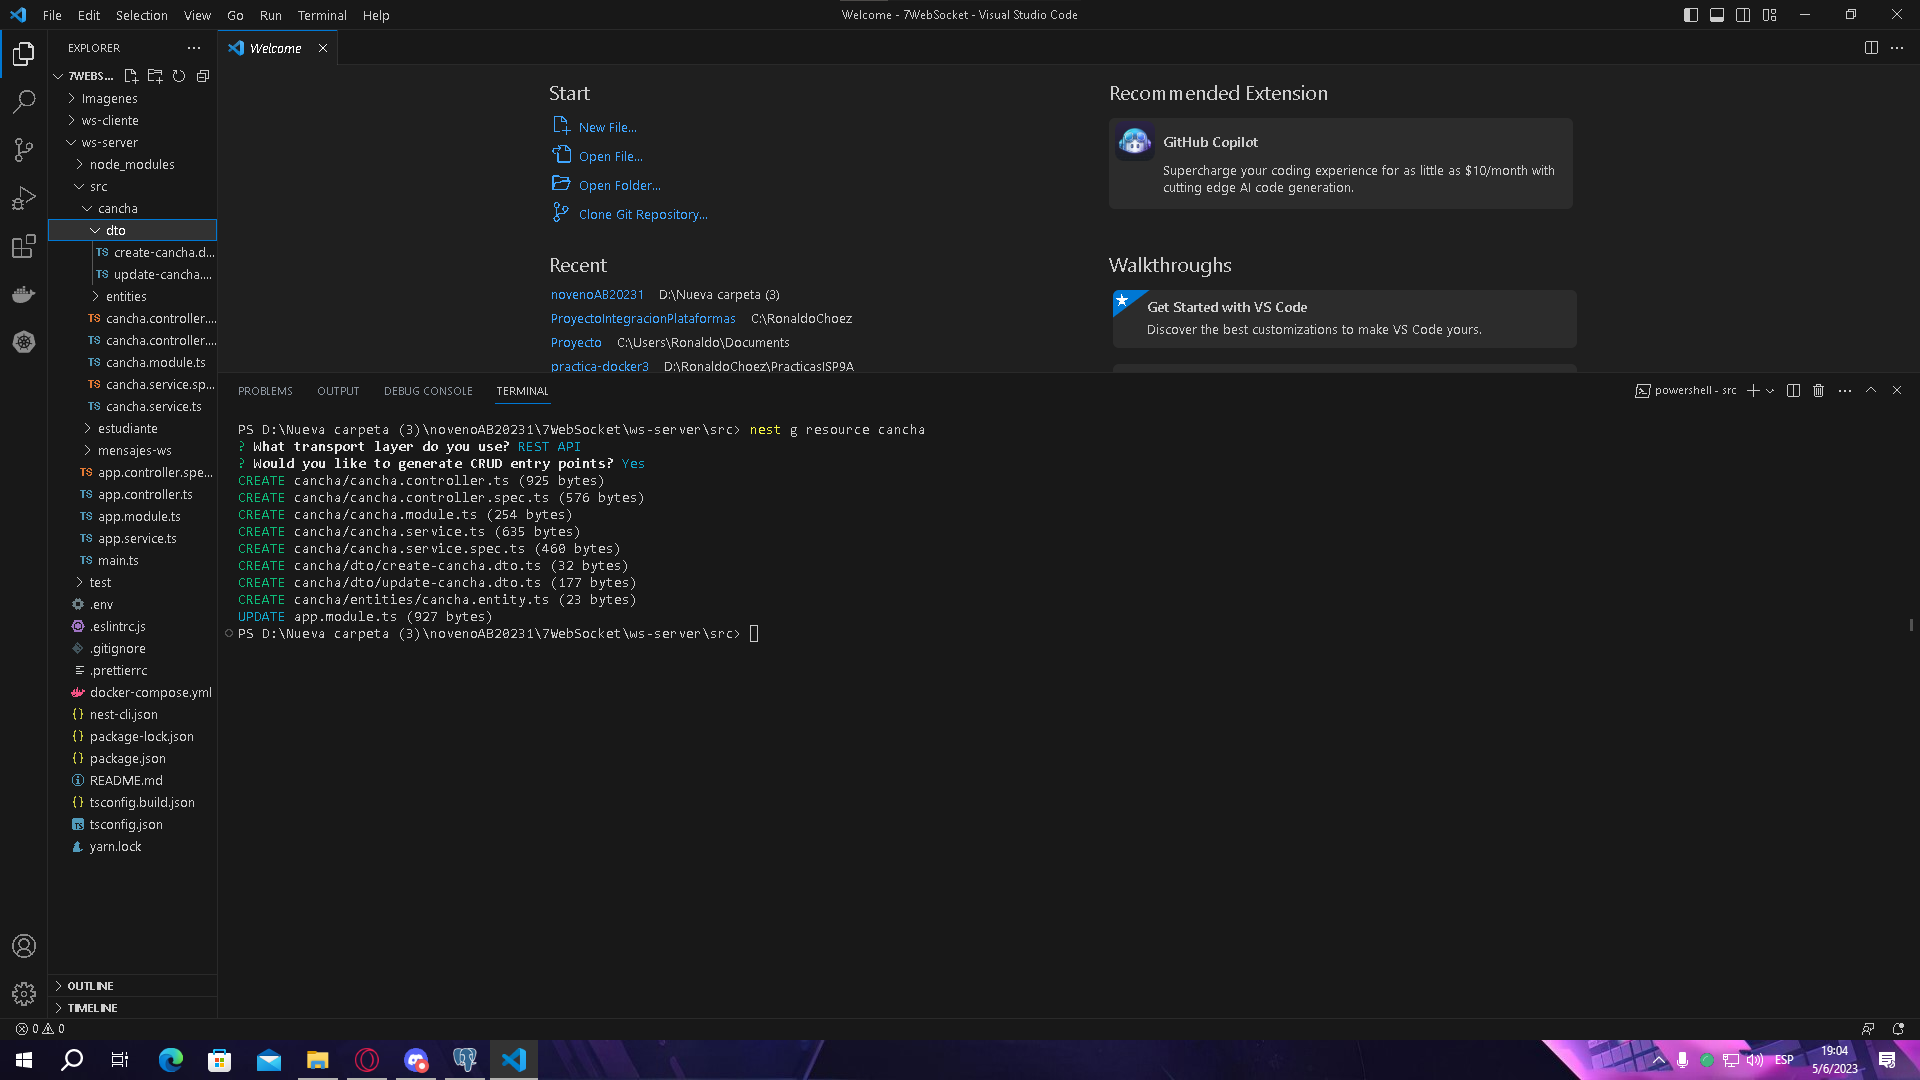 File Edit Selection View Go Run Terminal Help
Welcome - 7WebSocket - Visual Studio Code
EXPLORER
7WEBS...
Imagenes
ws-cliente
ws-server
node_modules
src
cancha
dto
TS create-cancha.d...
TS update-cancha....
entities
TS cancha.controller....
TS cancha.controller....
TS cancha.module.ts
TS cancha.service.sp...
TS cancha.service.ts
estudiante
mensajes-ws
TS app.controller.spe...
TS app.controller.ts
TS app.module.ts
TS app.service.ts
TS main.ts
test
.env
.eslintrc.js
.gitignore
.prettierrc
docker-compose.yml
{} nest-cli.json
{} package-lock.json
{} package.json
README.md
{} tsconfig.build.json
TS tsconfig.json
yarn.lock
OUTLINE
TIMELINE
Welcome
Start
New File...
Open File...
Open Folder...
Clone Git Repository...
Recent
novenoAB20231 D:\Nueva carpeta (3)
ProyectoIntegracionPlataformas C:\RonaldoChoez
Proyecto C:\Users\Ronaldo\Documents
practica-docker3 D:\RonaldoChoez\PracticasISP9A
Recommended Extension
GitHub Copilot
Supercharge your coding experience for as little as $10/month with
cutting edge AI code generation.
Walkthroughs
Get Started with VS Code
Discover the best customizations to make VS Code yours.
PROBLEMS OUTPUT DEBUG CONSOLE TERMINAL
powershell - src
PS D:\Nueva carpeta (3)\novenoAB20231\7WebSocket\ws-server\src> nest g resource cancha
? What transport layer do you use? REST API
? Would you like to generate CRUD entry points? Yes
CREATE cancha/cancha.controller.ts (925 bytes)
CREATE cancha/cancha.controller.spec.ts (576 bytes)
CREATE cancha/cancha.module.ts (254 bytes)
CREATE cancha/cancha.service.ts (635 bytes)
CREATE cancha/cancha.service.spec.ts (460 bytes)
CREATE cancha/dto/create-cancha.dto.ts (32 bytes)
CREATE cancha/dto/update-cancha.dto.ts (177 bytes)
CREATE cancha/entities/cancha.entity.ts (23 bytes)
UPDATE app.module.ts (927 bytes)
PS D:\Nueva carpeta (3)\novenoAB20231\7WebSocket\ws-server\src>
0 0
ESP
19:04
5/6/2023